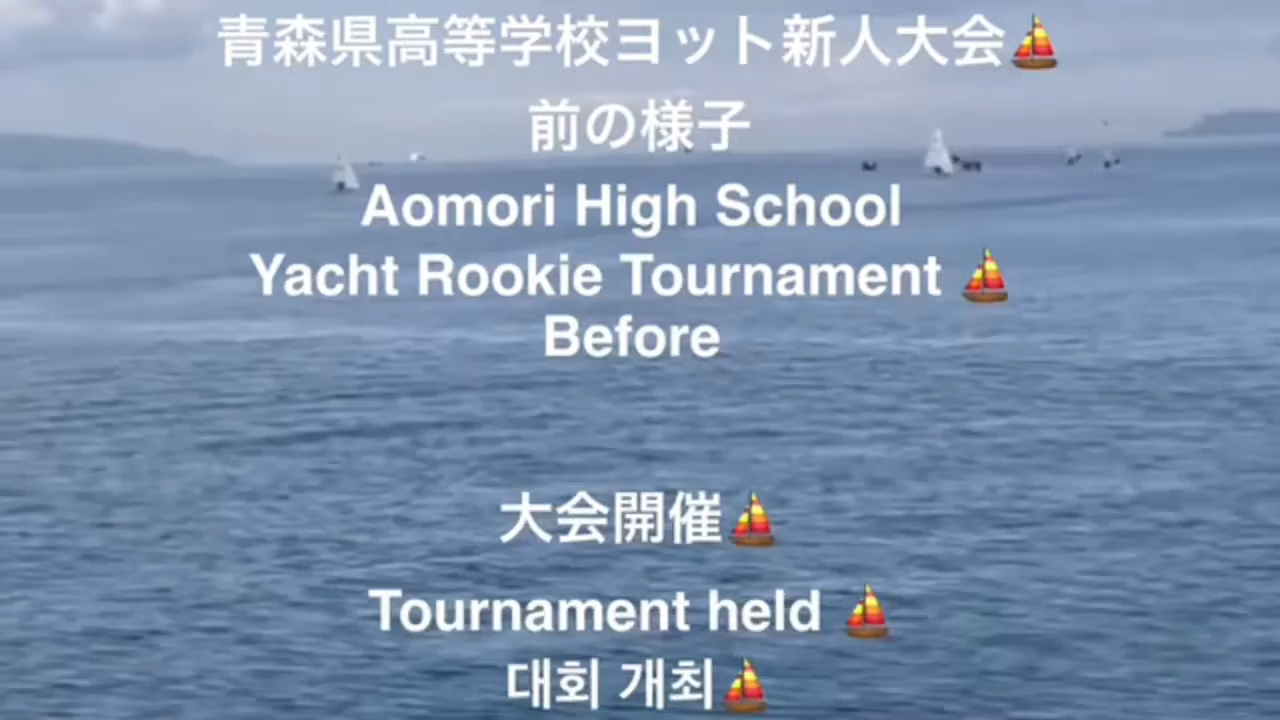 青森県高等学校ヨット新人大会⛵
前の様子
Aomori High School
Yacht Rookie Tournament ⛵
Before
大会開催⛵
Tournament held ⛵
대회 개최⛵